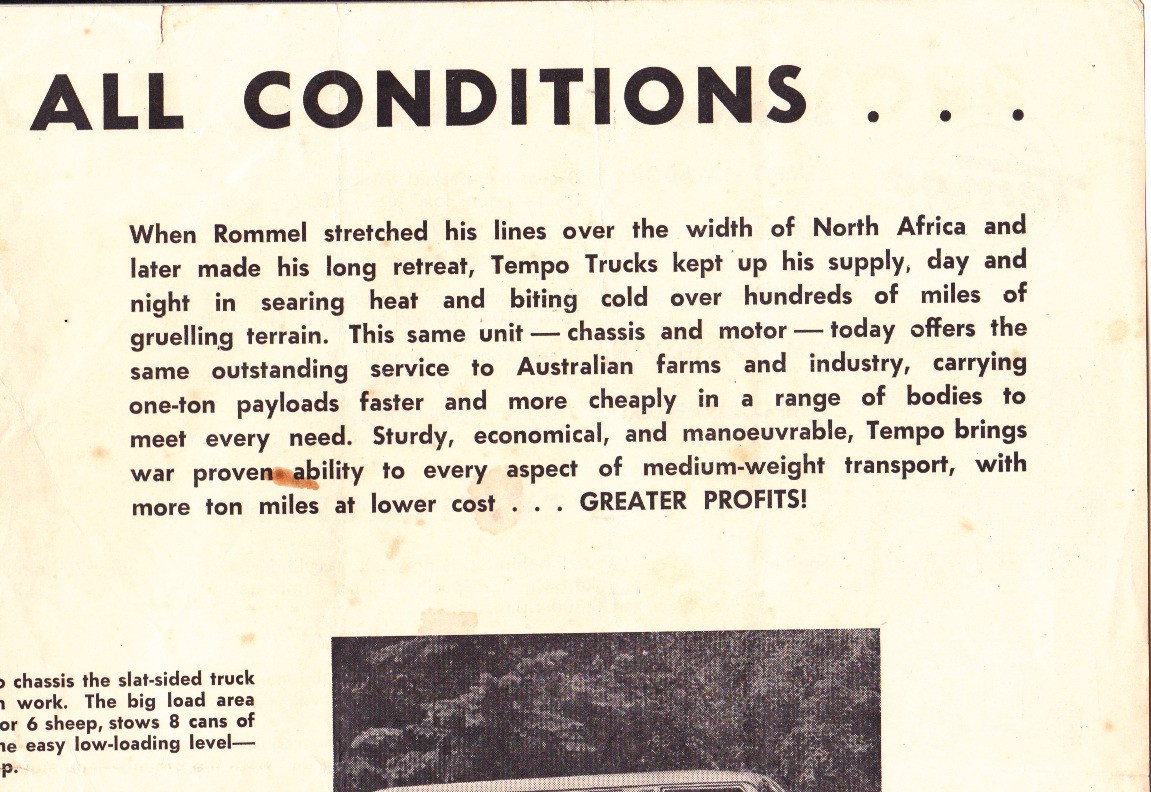 ALL CONDITIONS . . .
When Rommel stretched his lines over the width of North Africa and
later made his long retreat, Tempo Trucks kept up his supply, day and
night in searing heat and biting cold over hundreds of miles of
gruelling terrain. This same unit — chassis and motor — today offers the
same outstanding service to Australian farms and industry, carrying
one-ton payloads faster and more cheaply in a range of bodies to
meet every need. Sturdy, economical, and manoeuvrable, Tempo brings
war proven ability to every aspect of medium-weight transport, with
more ton miles at lower cost . . . GREATER PROFITS!
chassis the slat-sided truck
work. The big load area
or 6 sheep, stows 8 cans of
easy low-loading level—
p.